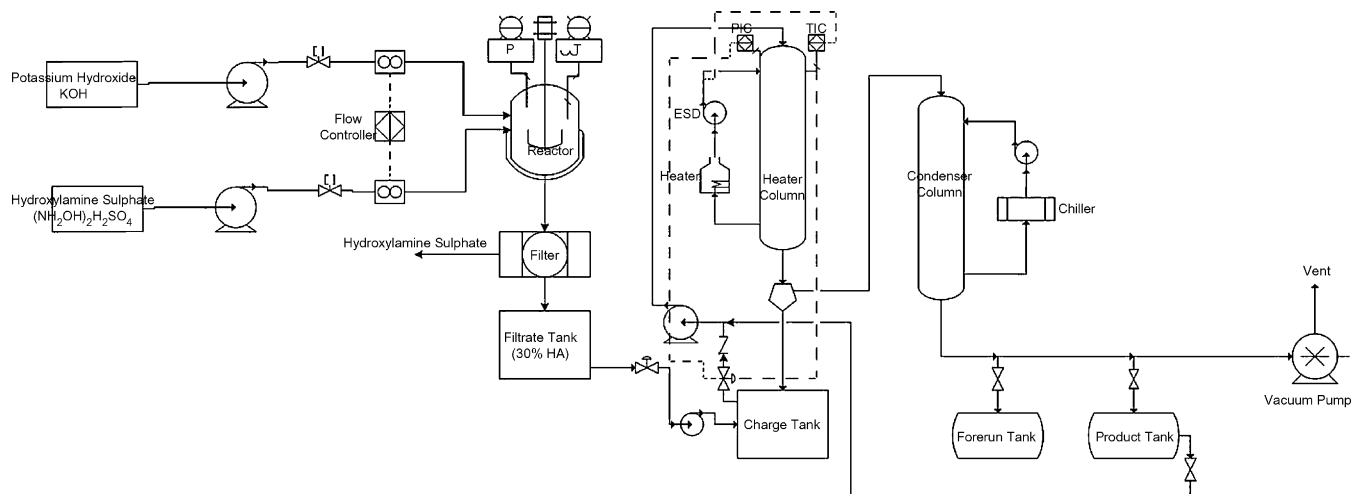 Potassium Hydroxide
KOH
Flow
Controller
Hydroxylamine Sulphate
(NH2OH)2H2SO4
P
T
Reactor
Hydroxylamine Sulphate
Filter
Filtrate Tank
(30% HA)
PIC
TIC
ESD
Heater
Heater
Column
Charge Tank
Condenser
Column
Chiller
Forerun Tank
Product Tank
Vent
Vacuum Pump